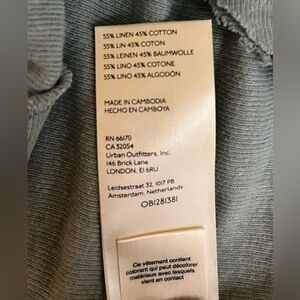 55% LINEN 45% COTTON
55% LIN 45% COTON
55% LEINEN 45% BAUMWOLLE
55% LINO 45% COTONE
55% LINO 45% ALGODÓN
MADE IN CAMBODIA
HECHO EN CAMBOYA
RN 66170
CA 32054
Urban Outfitters, Inc.
146 Brick Lane
LONDON, E1 6RU
Leidsestraat 32, 1017 PB
Amsterdam, Netherlands
OB1281381
Ce vêtement contient
colorant qui peut décolorer
matériaux avec lesquels
vient en contact